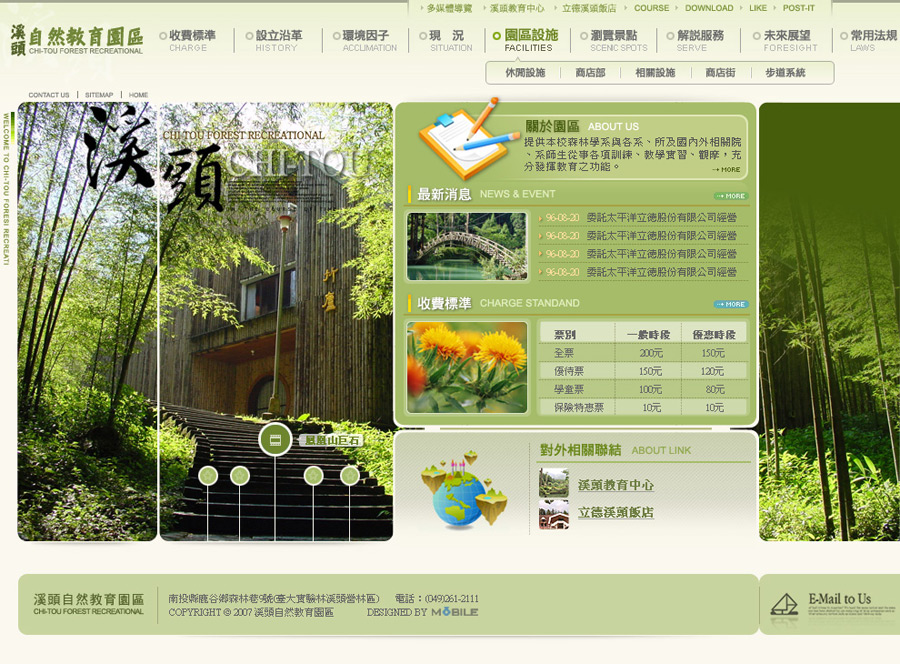 多媒體導覽 溪頭教育中心 立德溪頭飯店 COURSE DOWNLOAD LIKE POST-IT
溪頭自然教育園區
CHI-TOU FOREST RECREATIONAL
收費標準 設立沿革 環境因子 現 況 園區設施 瀏覽景點 解說服務 未來展望 常用法規
CHARGE HISTORY ACCLIMATION SITUATION FACILITIES SCENIC SPOTS SERVE FORESIGHT LAWS
休閒設施 商店部 相關設施 商店街 步道系統
CONTACT US SITEMAP HOME
WELCOME TO CHI-TOU FORESI RECREATI
溪頭
CHI-TOU FOREST RECREATIONAL
CHI-TOU
竹廬
鳳凰山巨石
關於園區 ABOUT US
提供本校森林學系與各系、所及國內外相關院
、系師生從事各項訓練、教學實習、觀摩,充
分發揮教育之功能。
MORE
最新消息 NEWS & EVENT MORE
96-08-20 委託太平洋立德股份有限公司經營
96-08-20 委託太平洋立德股份有限公司經營
96-08-20 委託太平洋立德股份有限公司經營
96-08-20 委託太平洋立德股份有限公司經營
收費標準 CHARGE STANDAND MORE
票別 一般時段 優惠時段
全票 200元 150元
優待票 150元 120元
學童票 100元 80元
保險特惠票 10元 10元
對外相關聯結 ABOUT LINK
溪頭教育中心
立德溪頭飯店
溪頭自然教育園區
CHI-TOU FOREST RECREATIONAL
南投縣鹿谷鄉森林巷9號(臺大實驗林溪頭營林區) 電話:(049)261-2111
COPYRIGHT © 2007 溪頭自然教育園區 DESIGNED BY MOBILE
E-Mail to Us